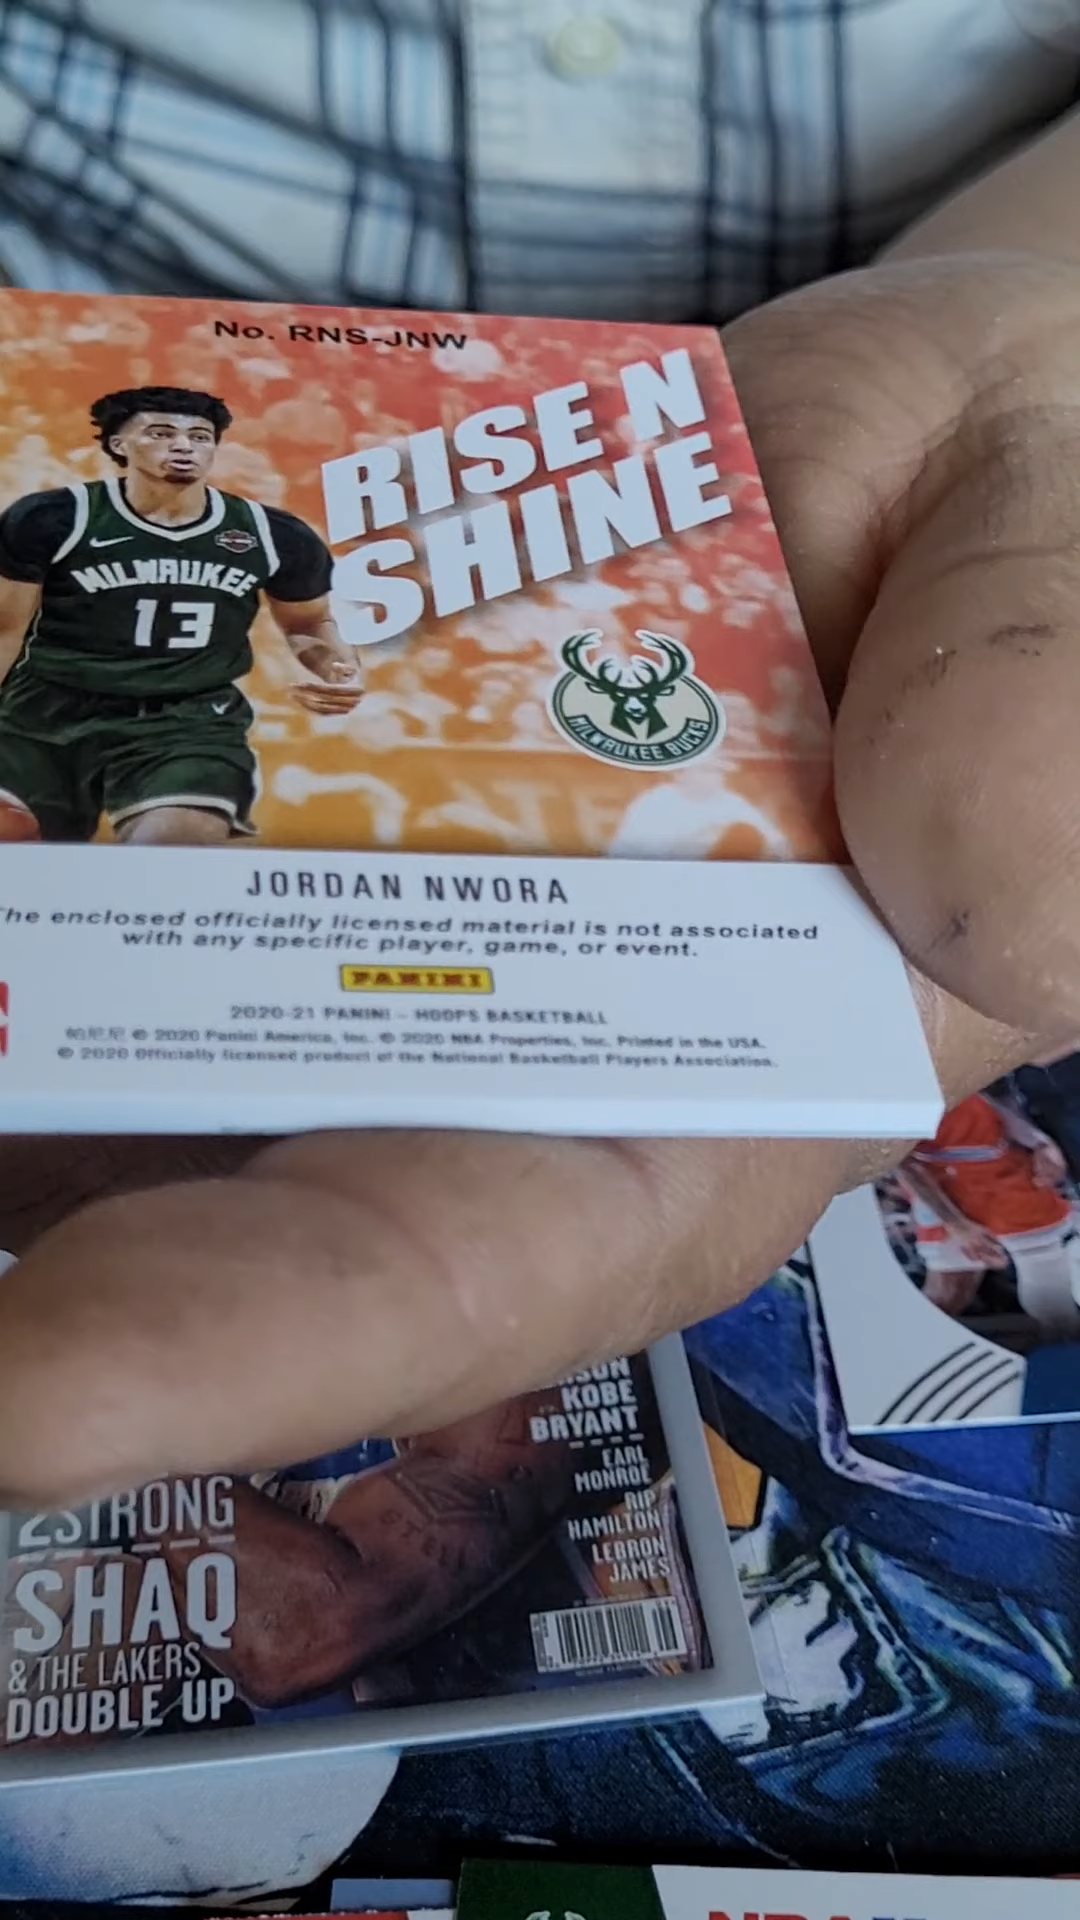 No. RNS-JNW
RISE N
SHINE
MILWAUKEE
13
MILWAUKEE BUCKS
JORDAN NWORA
The enclosed officially licensed material is not associated
with any specific player, game, or event.
PANINI
2020-21 PANINI - HOOPS BASKETBALL
帕尼尼 © 2020 Panini America, Inc. © 2020 NBA Properties, Inc. Printed in the USA.
© 2020 Officially licensed product of the National Basketball Players Association.
KOBE
BRYANT
EARL
MONROE
RIP
HAMILTON
LEBRON
JAMES
2STRONG
SHAQ
& THE LAKERS
DOUBLE UP